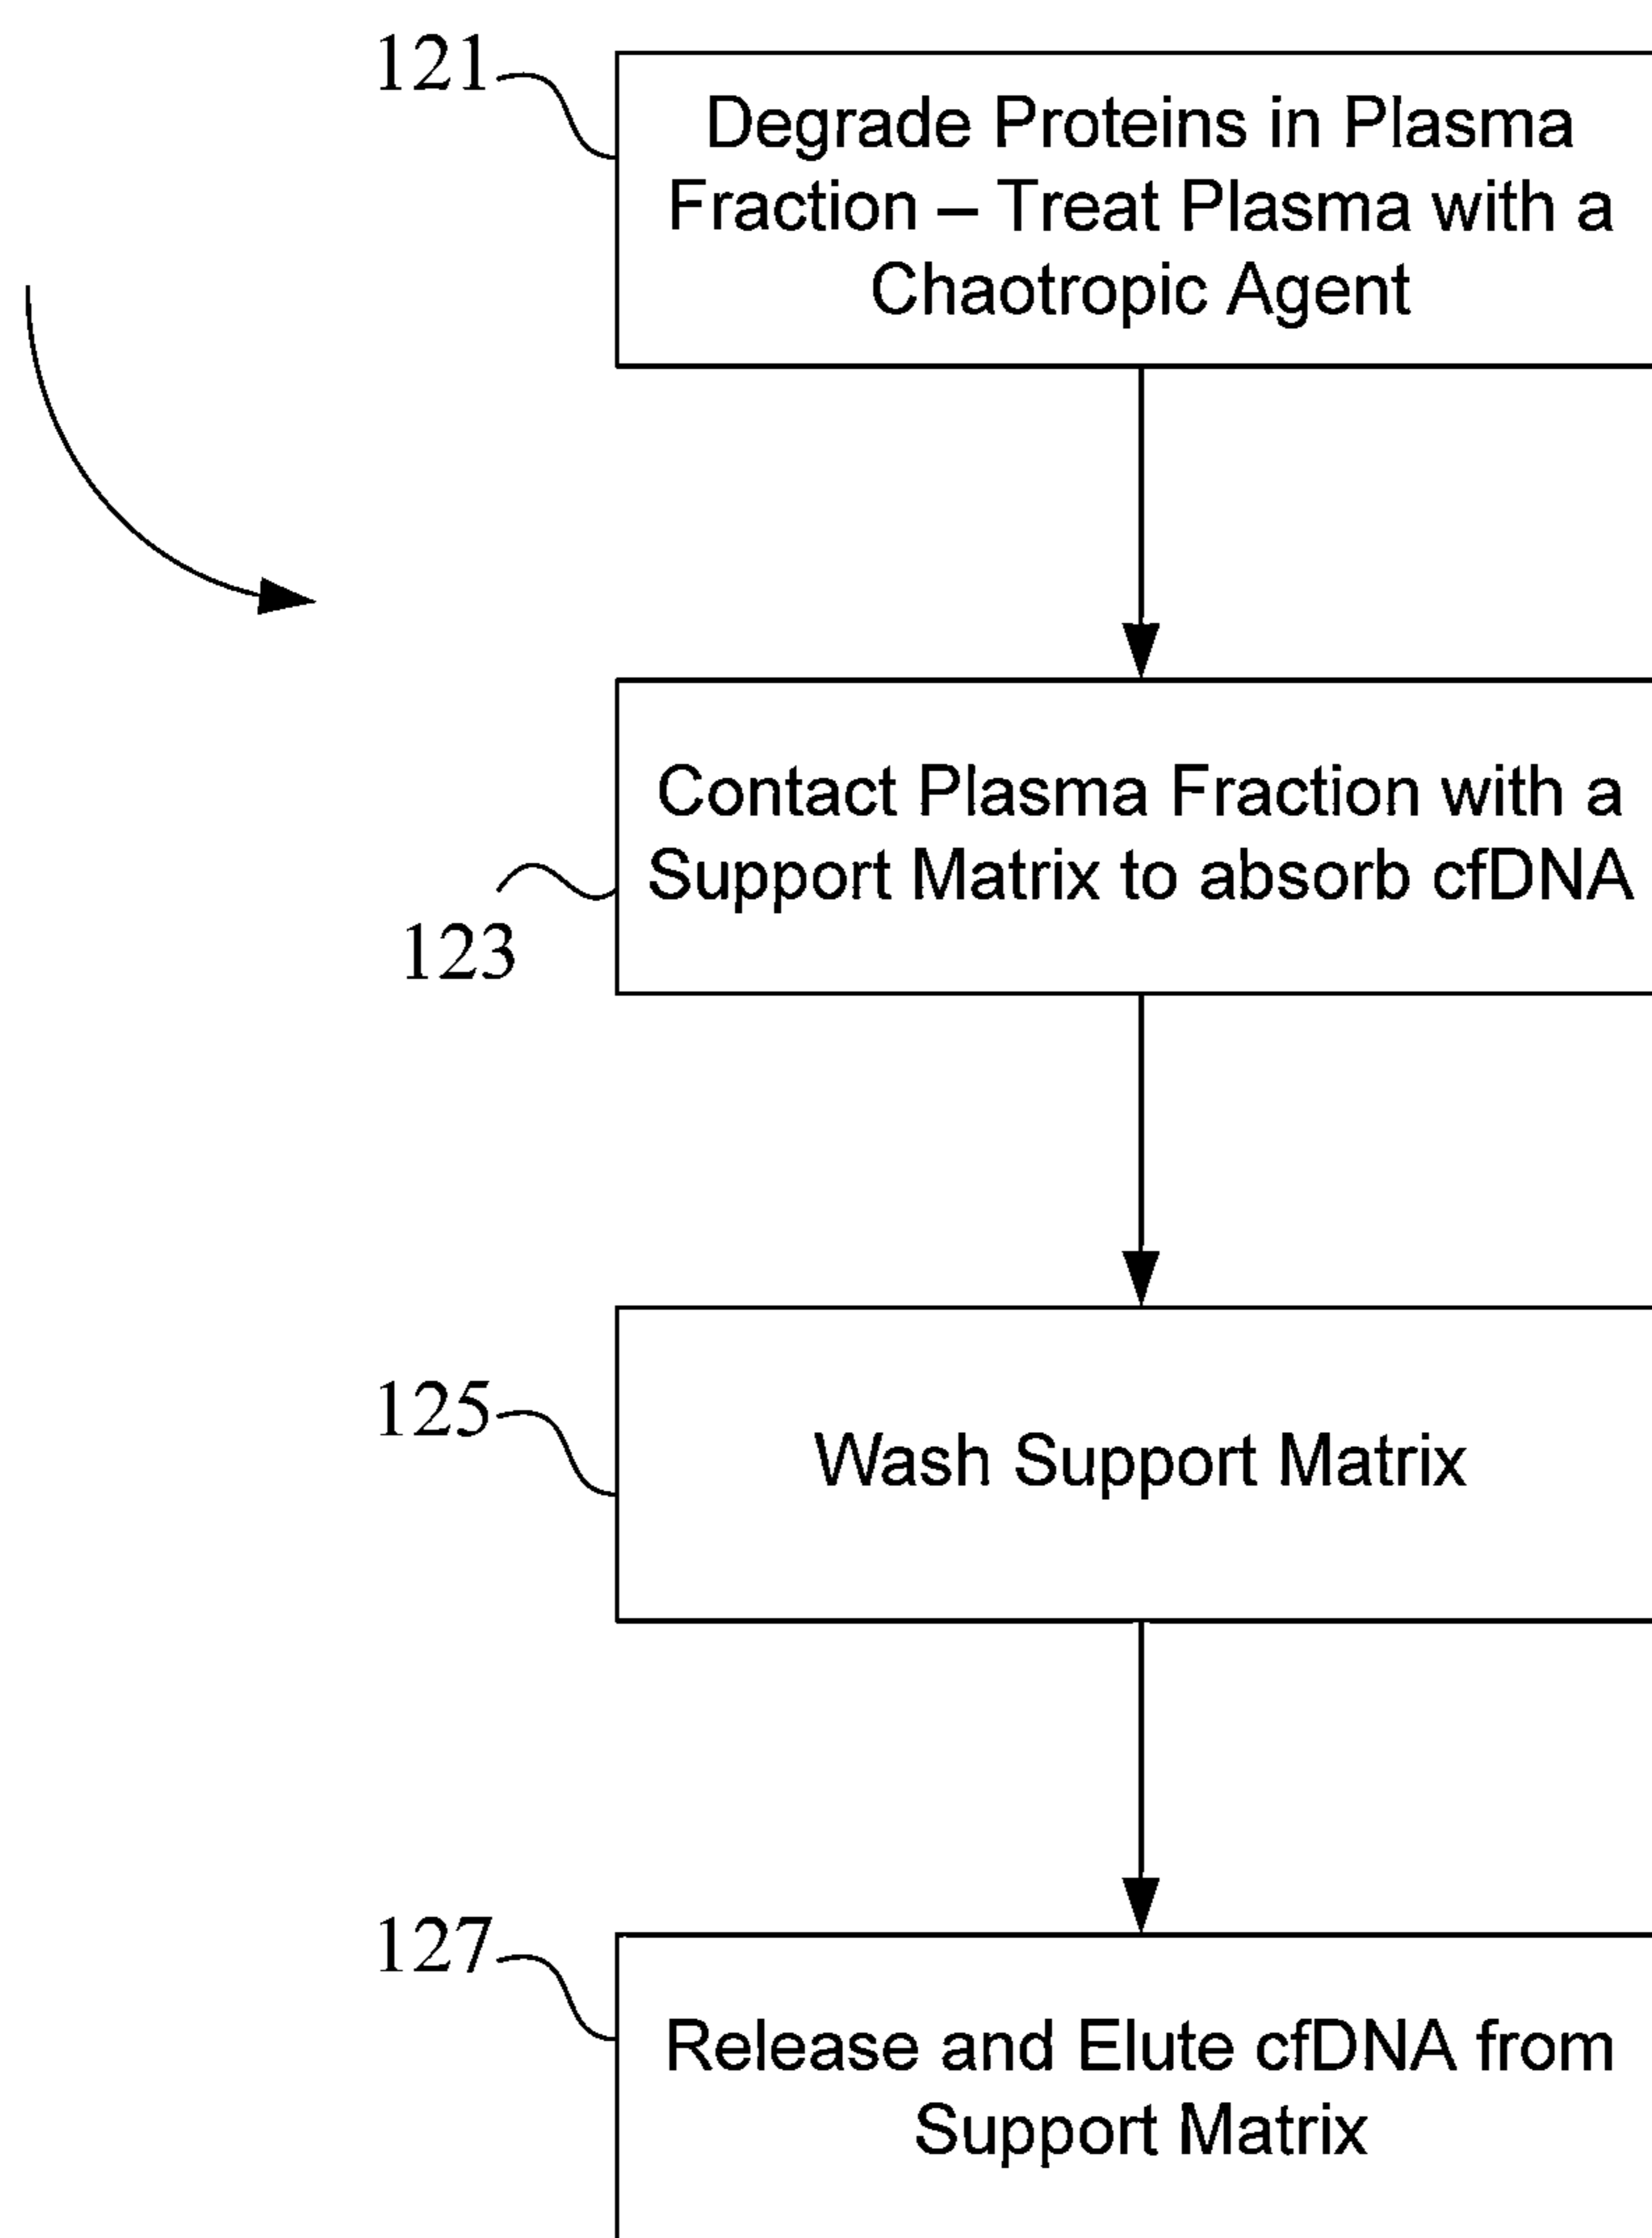 121
Degrade Proteins in Plasma
Fraction – Treat Plasma with a
Chaotropic Agent
Contact Plasma Fraction with a
Support Matrix to absorb cfDNA
123
125
Wash Support Matrix
127
Release and Elute cfDNA from
Support Matrix